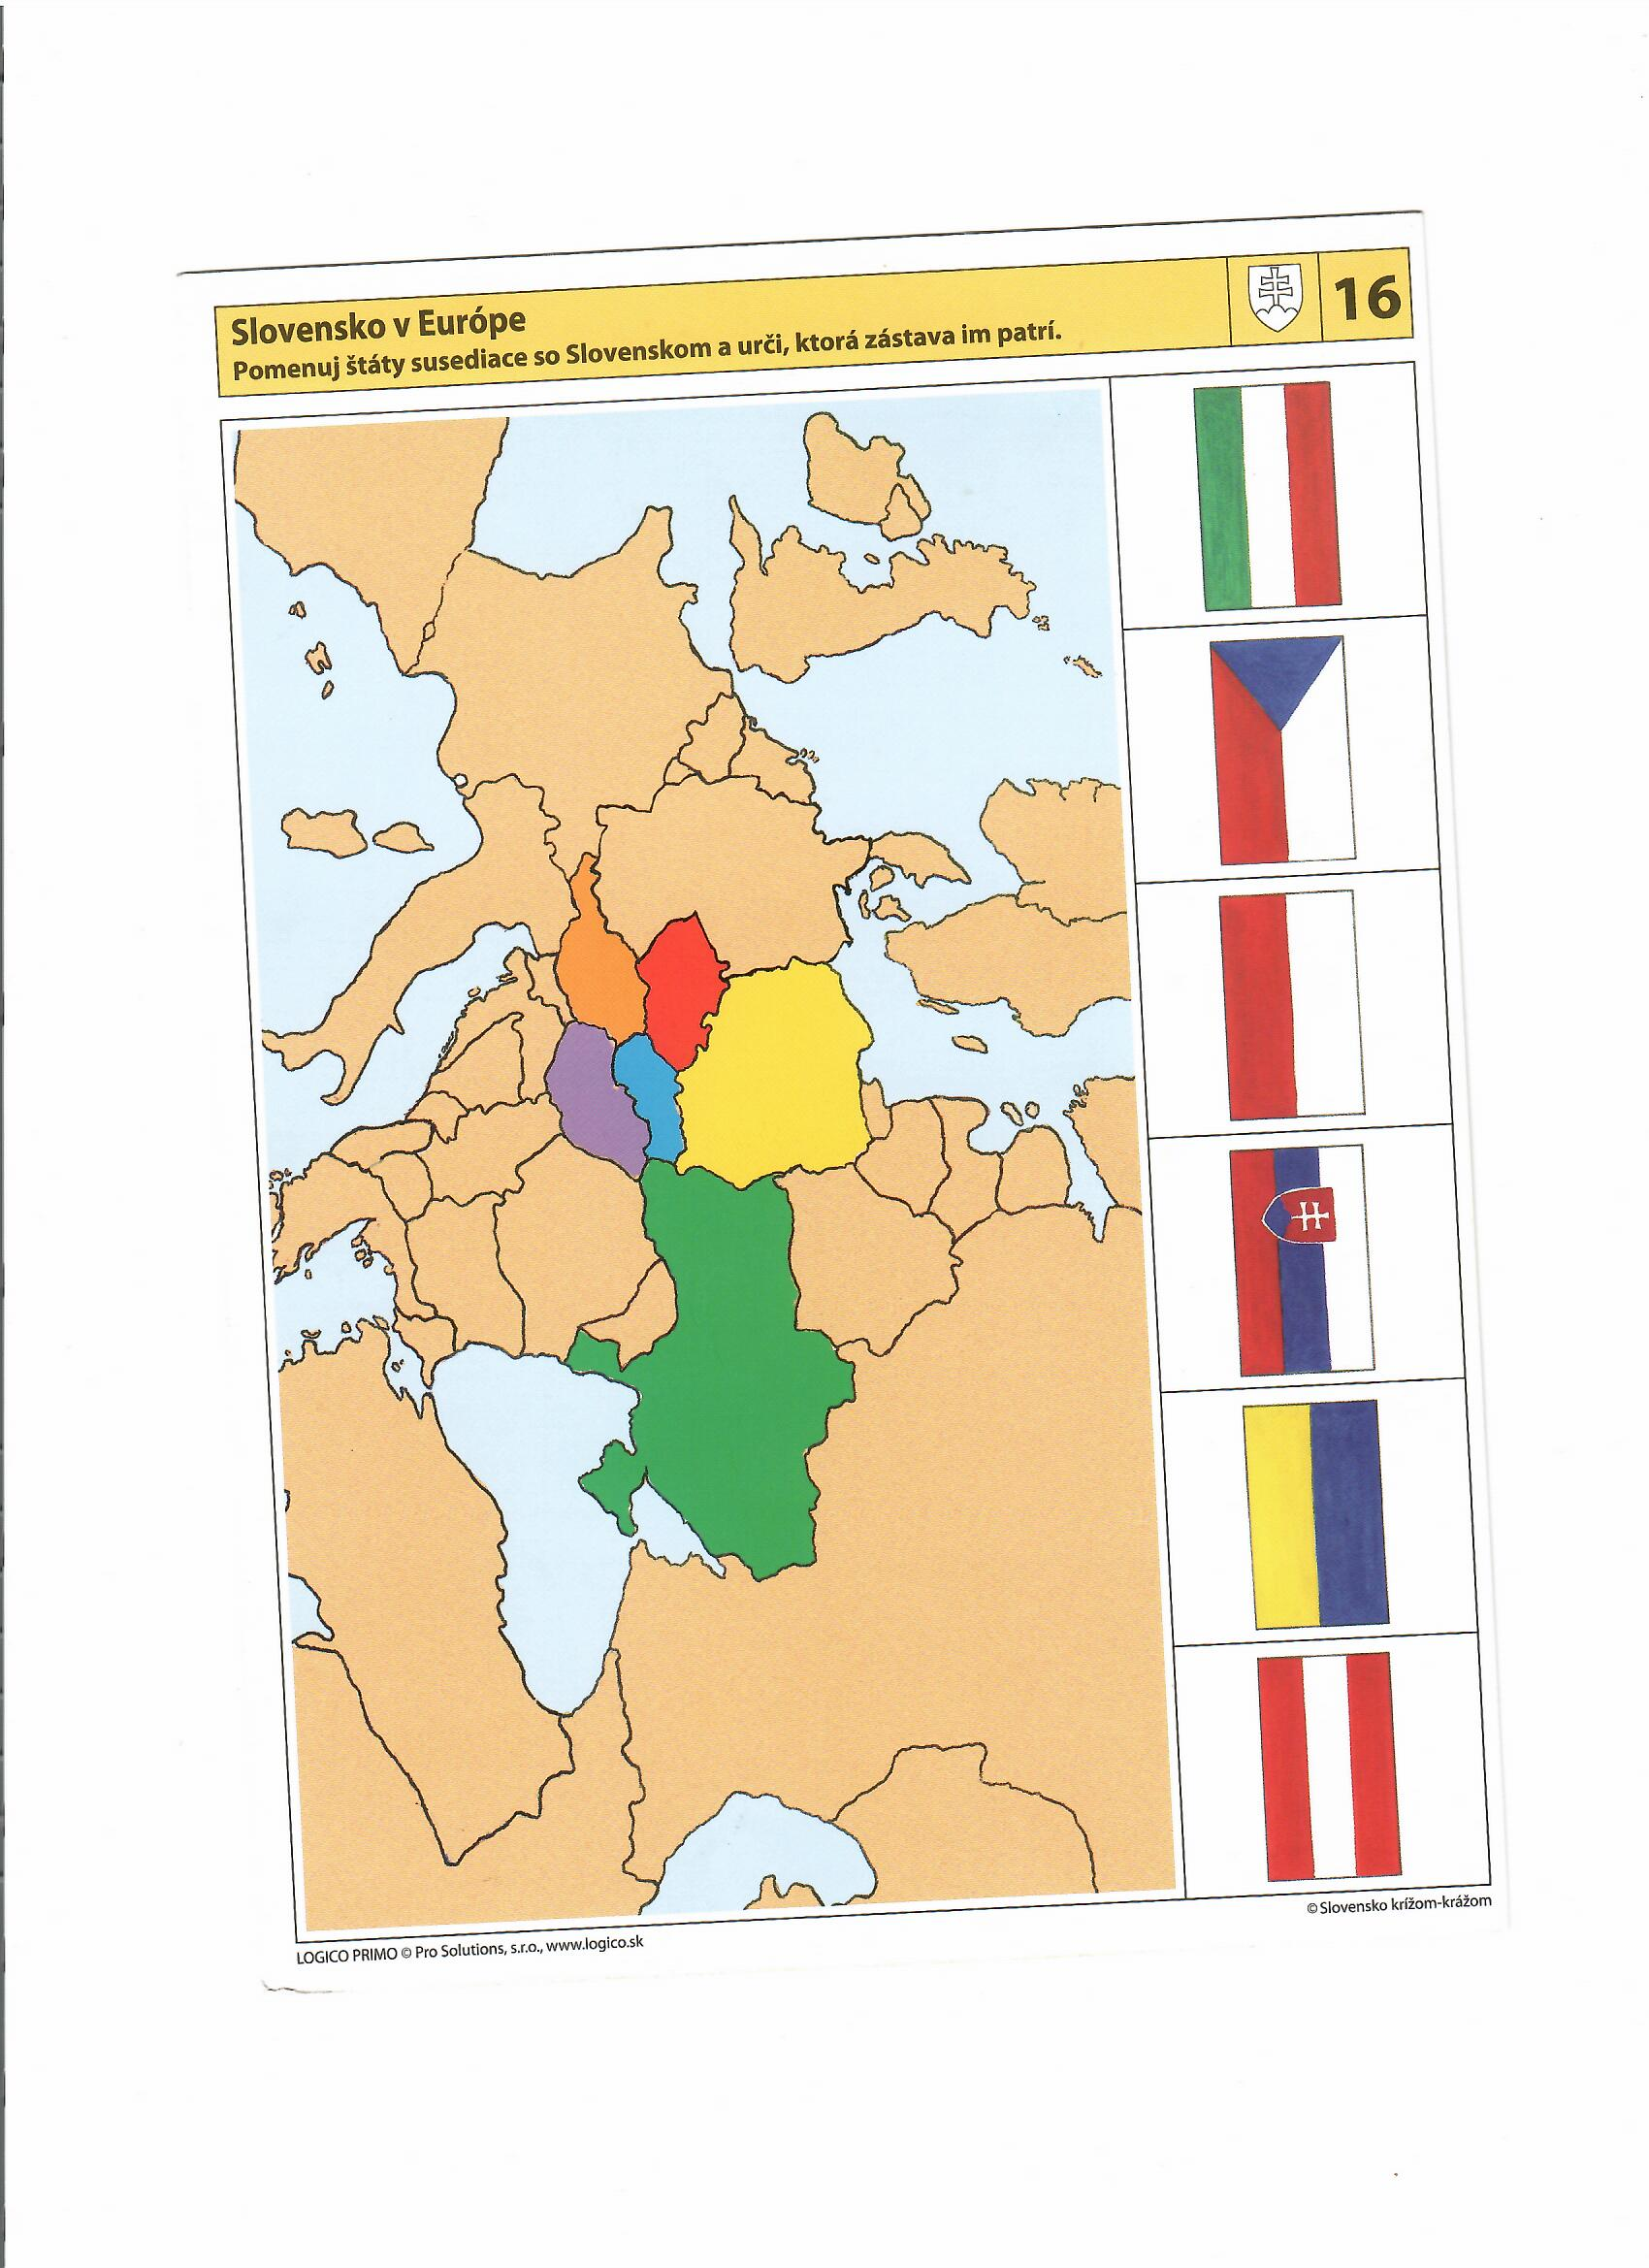 Slovensko v Európe
Pomenuj štáty susediace so Slovenskom a urči, ktorá zástava im patrí.
16
© Slovensko krížom-krážom
LOGICO PRIMO © Pro Solutions, s.r.o., www.logico.sk